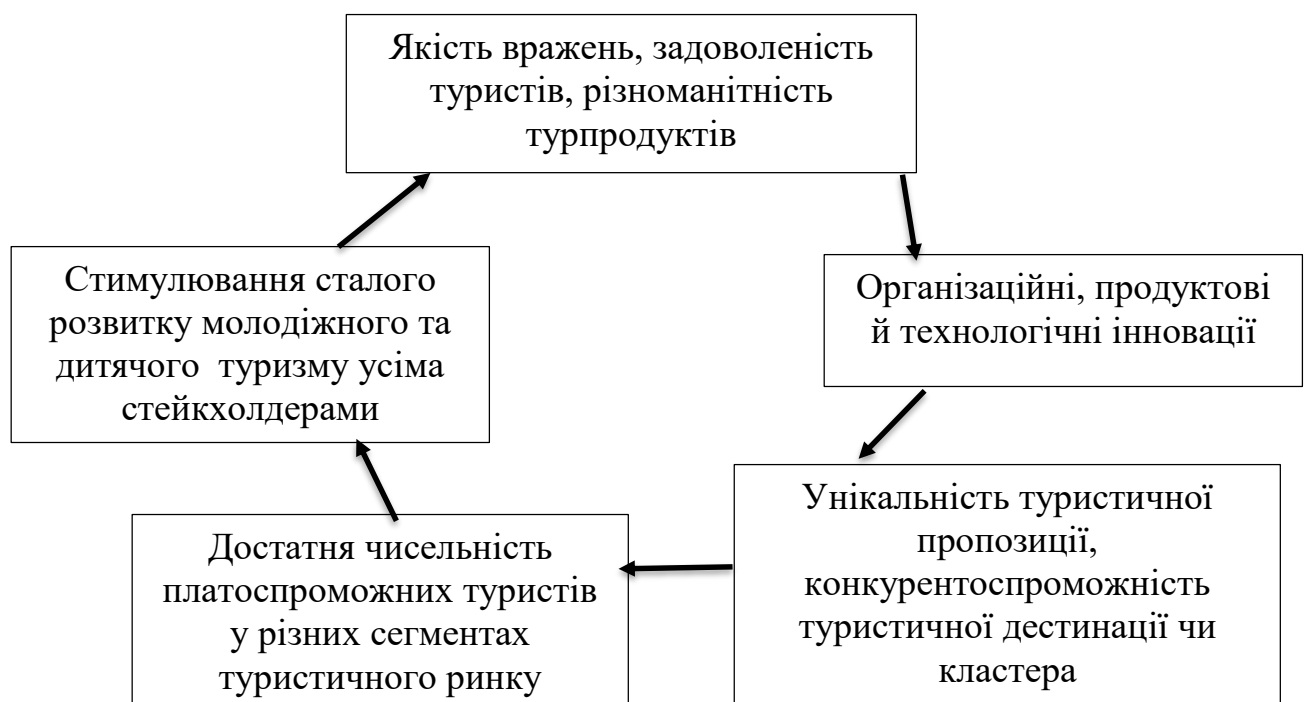 Якість вражень, задоволеність
туристів, різноманітність
турпродуктів
Організаційні, продуктові
й технологічні інновації
Унікальність туристичної
пропозиції,
конкурентоспроможність
туристичної дестинації чи
кластера
Достатня чисельність
платоспроможних туристів
у різних сегментах
туристичного ринку
Стимулювання сталого
розвитку молодіжного та
дитячого  туризму усіма
стейкхолдерами